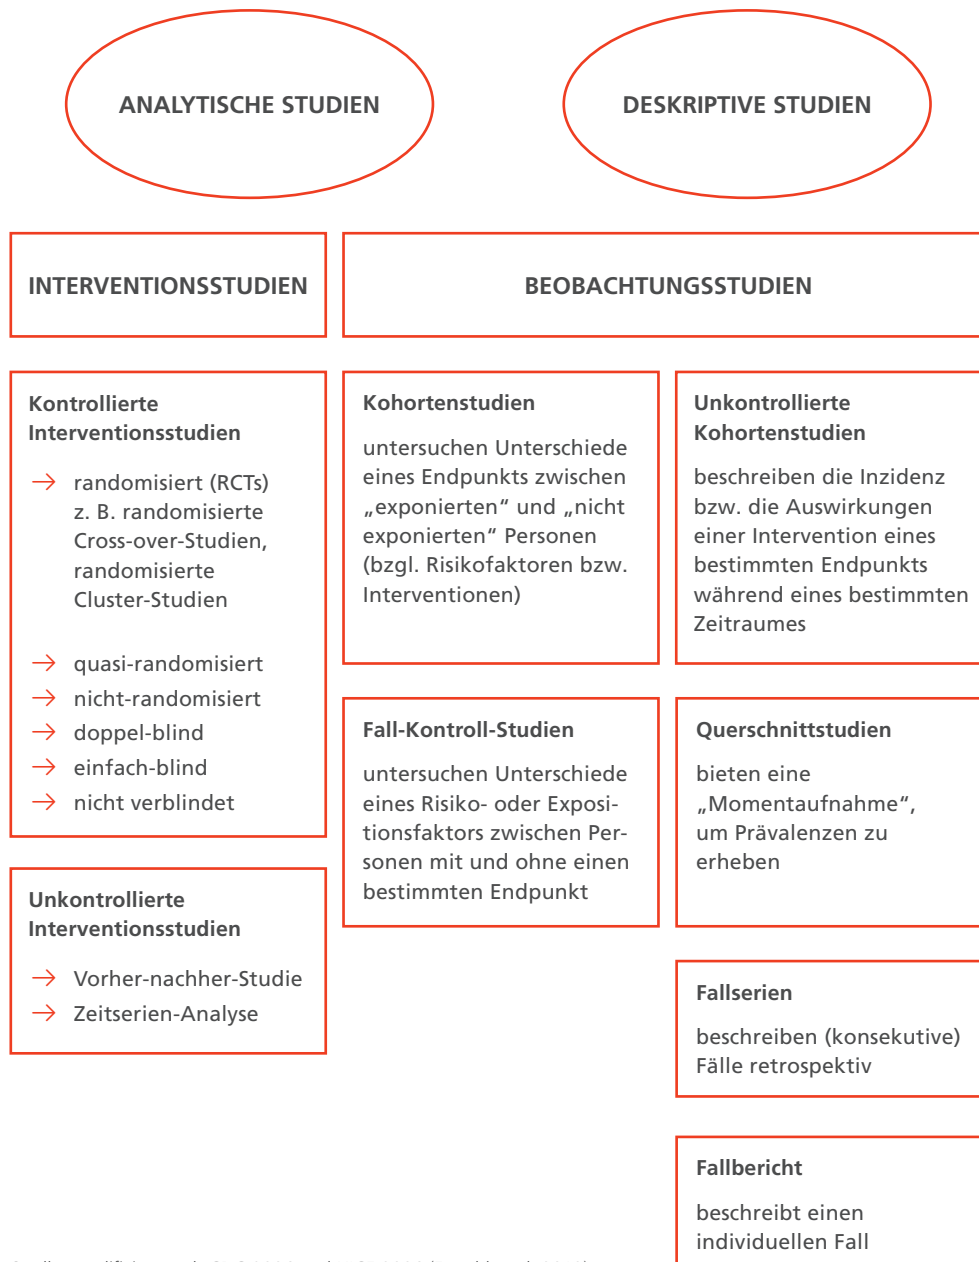 ANALYTISCHE STUDIEN
DESKRIPTIVE STUDIEN
INTERVENTIONSSTUDIEN
BEOBACHTUNGSSTUDIEN
Kontrollierte
Interventionsstudien
→ randomisiert (RCTs)
z. B. randomisierte
Cross-over-Studien,
randomisierte
Cluster-Studien
→ quasi-randomisiert
→ nicht-randomisiert
→ doppel-blind
→ einfach-blind
→ nicht verblindet
Unkontrollierte
Interventionsstudien
→ Vorher-nachher-Studie
→ Zeitserien-Analyse
Kohortenstudien
untersuchen Unterschiede
eines Endpunkts zwischen
„exponierten“ und „nicht
exponierten“ Personen
(bzgl. Risikofaktoren bzw.
Interventionen)
Fall-Kontroll-Studien
untersuchen Unterschiede
eines Risiko- oder Exposi-
tionsfaktors zwischen Per-
sonen mit und ohne einen
bestimmten Endpunkt
Unkontrollierte
Kohortenstudien
beschreiben die Inzidenz
bzw. die Auswirkungen
einer Intervention eines
bestimmten Endpunkts
während eines bestimmten
Zeitraumes
Querschnittstudien
bieten eine
„Momentaufnahme“,
um Prävalenzen zu
erheben
Fallserien
beschreiben (konsekutive)
Fälle retrospektiv
Fallbericht
beschreibt einen
individuellen Fall